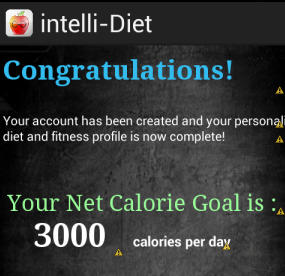 intelli-Diet
Congratulations!
Your account has been created and your personali
diet and fitness profile is now complete!
Your Net Calorie Goal is :
3000 calories per day